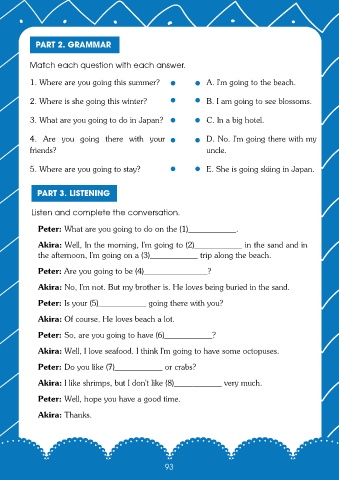 PART 2. GRAMMAR
Match each question with each answer.
1. Where are you going this summer? A. I'm going to the beach.
2. Where is she going this winter? B. I am going to see blossoms.
3. What are you going to do in Japan? C. In a big hotel.
4. Are you going there with your D. No. I'm going there with my
friends? uncle.
5. Where are you going to stay? E. She is going skiing in Japan.
PART 3. LISTENING
Listen and complete the conversation.
Peter: What are you going to do on the (1)___________.
Akira: Well, In the morning, I'm going to (2)___________ in the sand and in
the afternoon, I'm going on a (3)___________ trip along the beach.
Peter: Are you going to be (4)_______________?
Akira: No, I'm not. But my brother is. He loves being buried in the sand.
Peter: Is your (5)___________ going there with you?
Akira: Of course. He loves beach a lot.
Peter: So, are you going to have (6)___________?
Akira: Well, I love seafood. I think I'm going to have some octopuses.
Peter: Do you like (7)___________ or crabs?
Akira: I like shrimps, but I don't like (8)___________ very much.
Peter: Well, hope you have a good time.
Akira: Thanks.
93